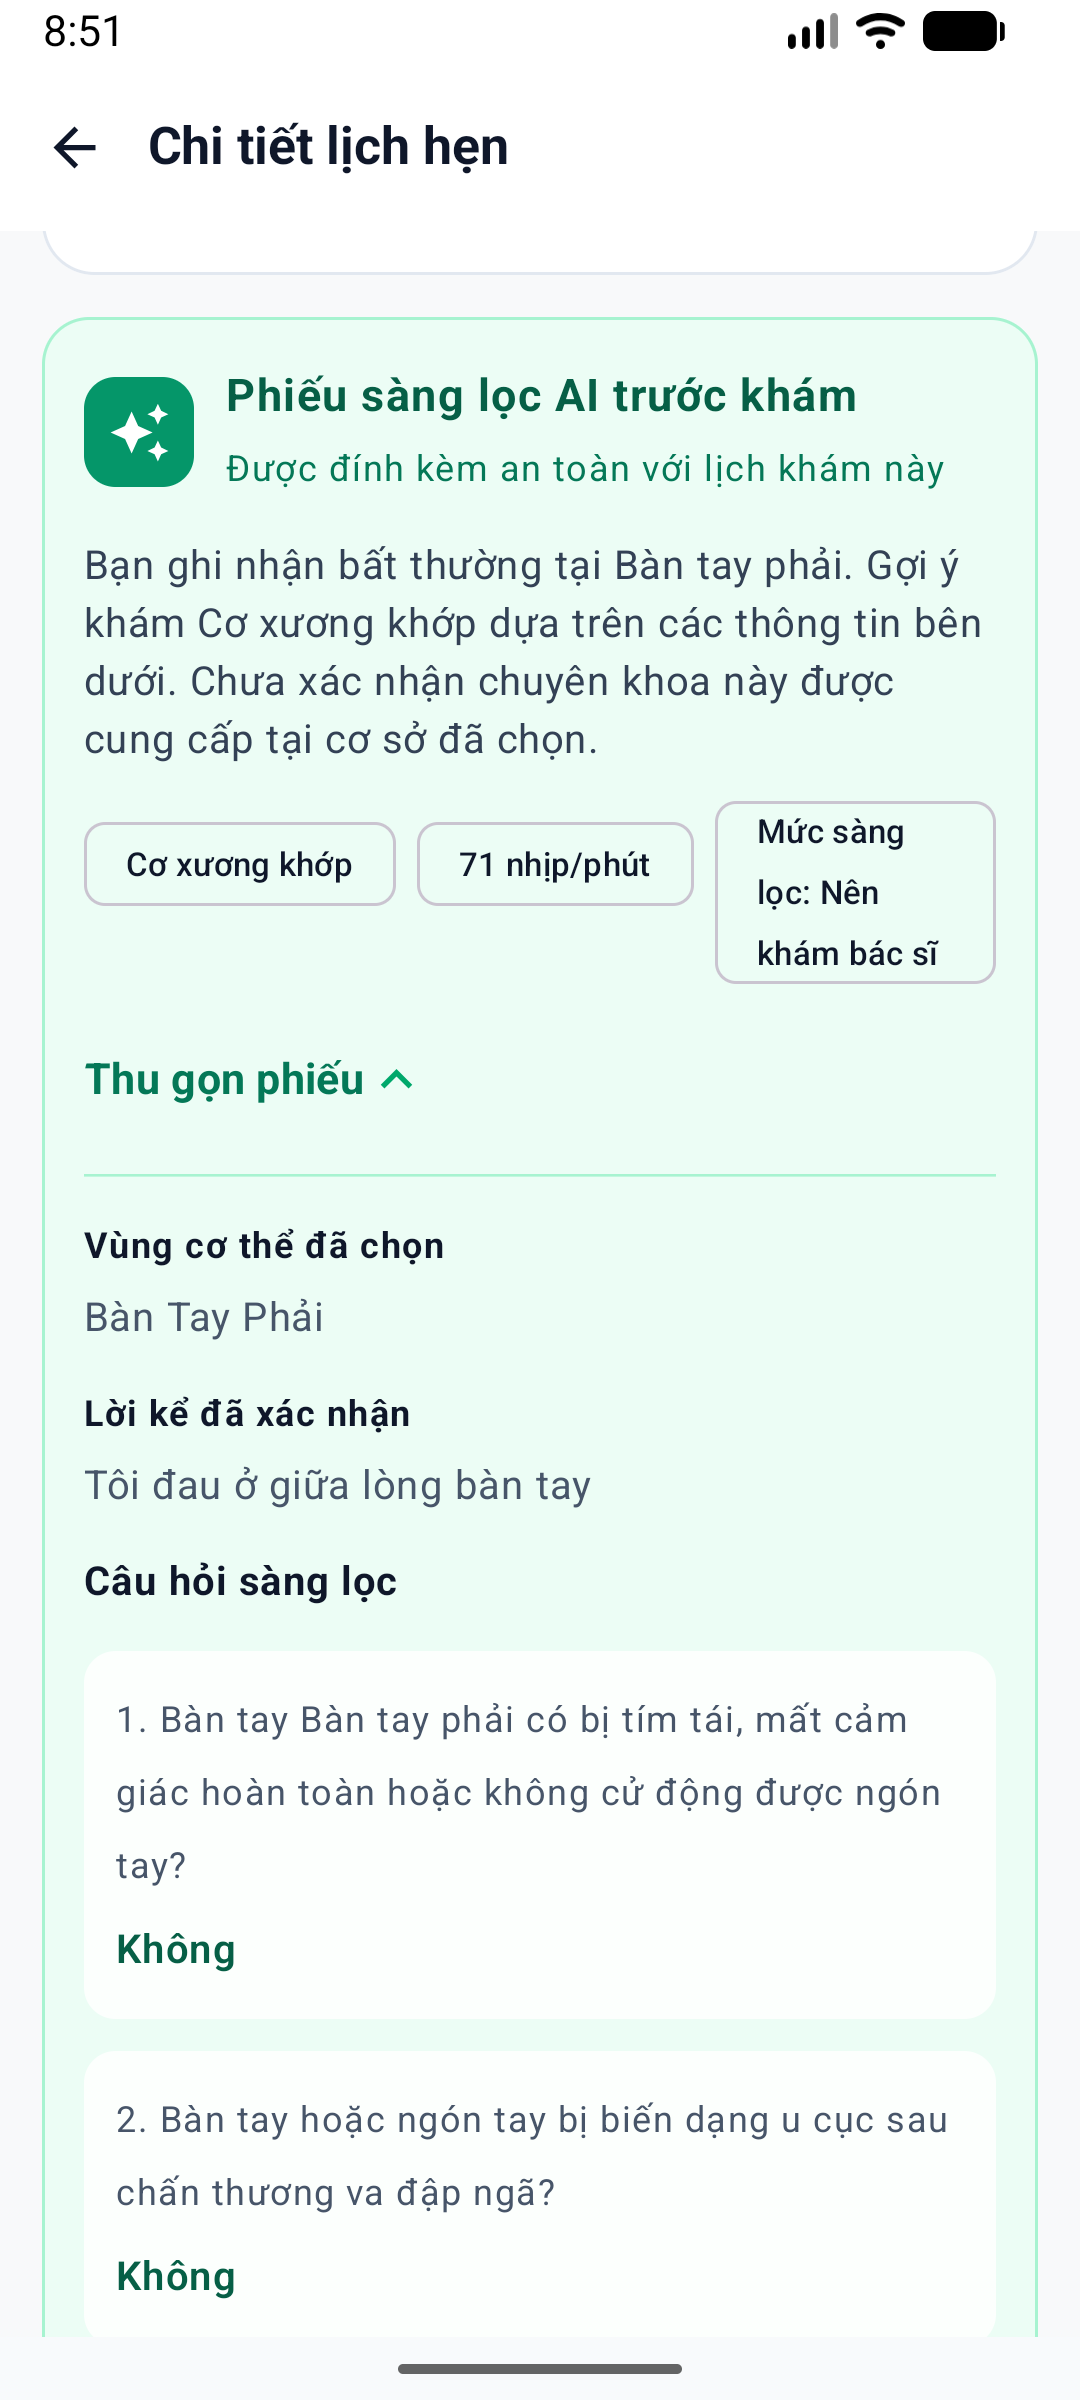 8:51
Chi tiết lịch hẹn
Phiếu sàng lọc AI trước khám
Được đính kèm an toàn với lịch khám này
Bạn ghi nhận bất thường tại Bàn tay phải. Gợi ý
khám Cơ xương khớp dựa trên các thông tin bên
dưới. Chưa xác nhận chuyên khoa này được
cung cấp tại cơ sở đã chọn.
Cơ xương khớp
71 nhịp/phút
Mức sàng
lọc: Nên
khám bác sĩ
Thu gọn phiếu
Vùng cơ thể đã chọn
Bàn Tay Phải
Lời kể đã xác nhận
Tôi đau ở giữa lòng bàn tay
Câu hỏi sàng lọc
1. Bàn tay Bàn tay phải có bị tím tái, mất cảm
giác hoàn toàn hoặc không cử động được ngón
tay?
Không
2. Bàn tay hoặc ngón tay bị biến dạng u cục sau
chấn thương va đập ngã?
Không